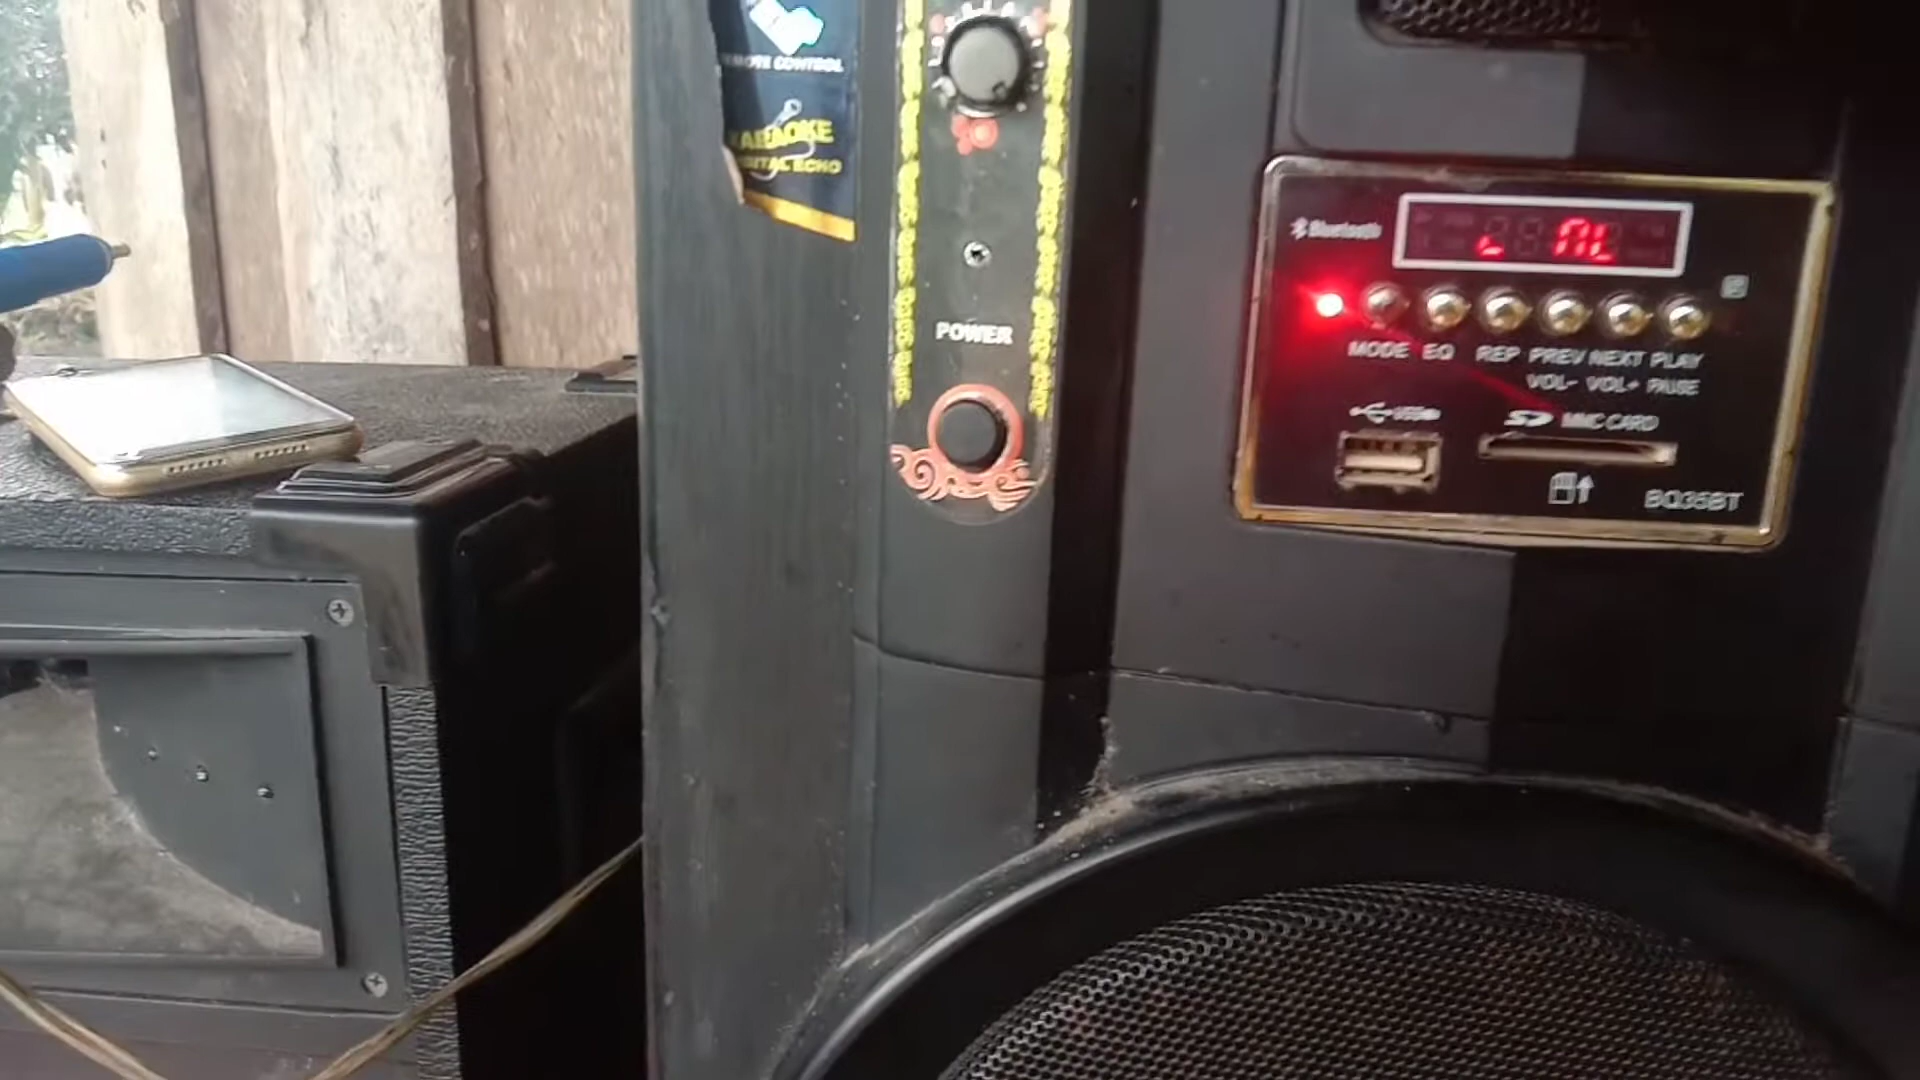 REMOTE CONTROL
KARAOKE
DIGITAL ECHO
POWER
Bluetooth
MODE EQ REP PREV NEXT PLAY
VOL- VOL+ PAUSE
USB
SD MMC CARD
BQ35BT